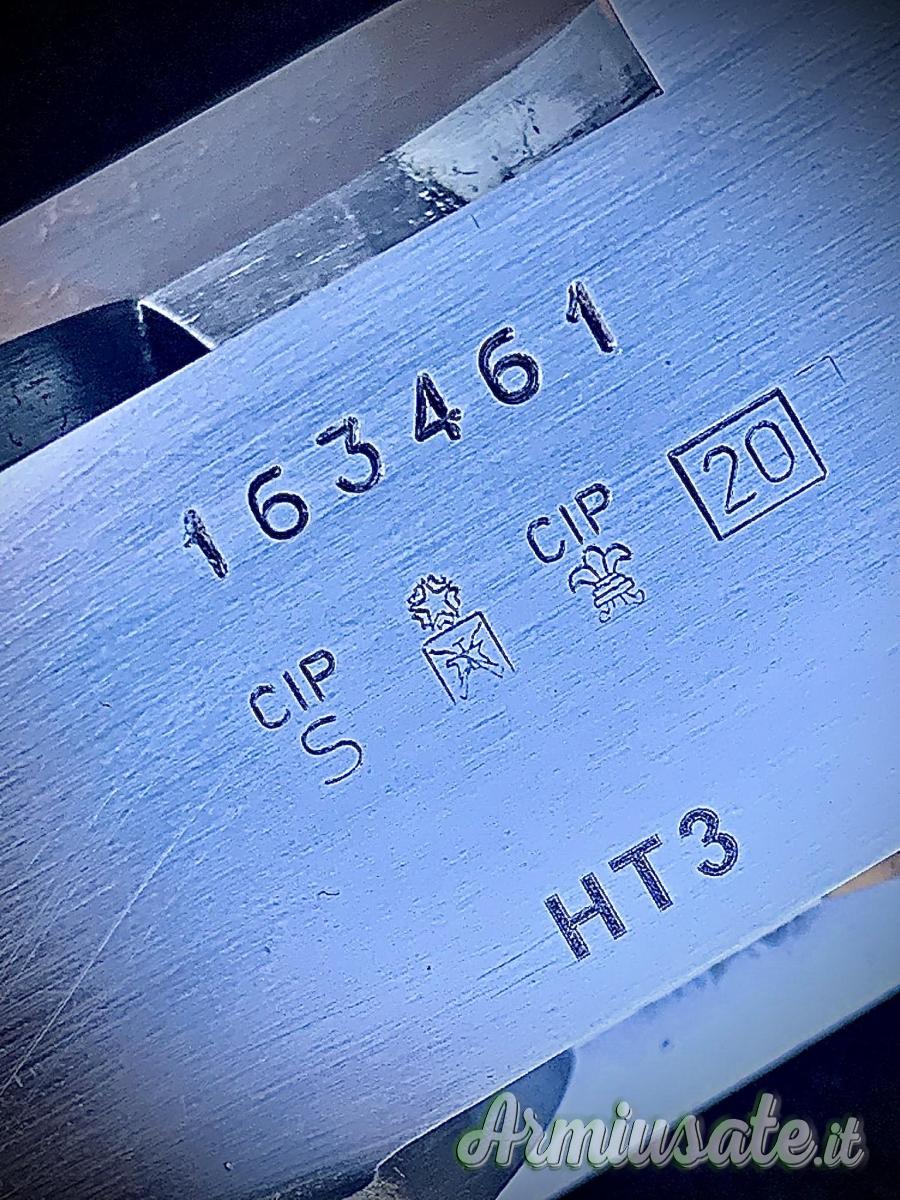 163461
20
CIP
CIP
S
HT3
Armiusate.it